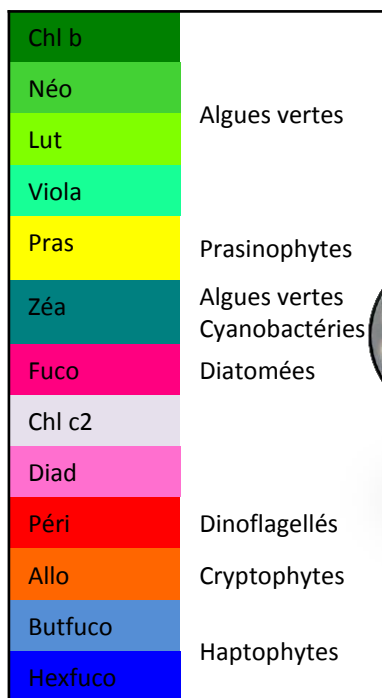 Chl b
Néo
Algues vertes
Lut
Viola
Pras
Prasinophytes
Zéa
Algues vertes
Cyanobactéries
Fuco
Diatomées
Chl c2
Diad
Péri
Dinoflagellés
Allo
Cryptophytes
Butfuco
Haptophytes
Hexfuco